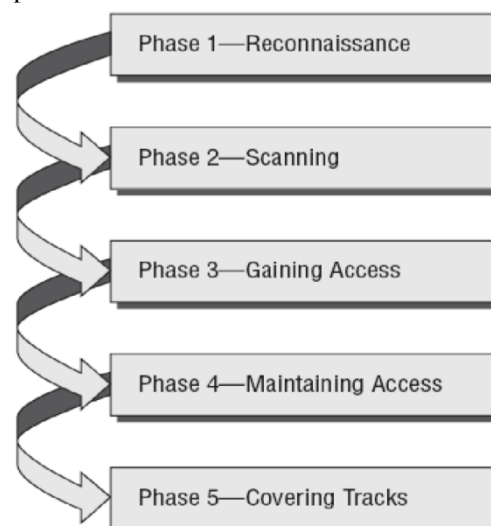 Phase 1—Reconnaissance
Phase 2—Scanning
Phase 3—Gaining Access
Phase 4—Maintaining Access
Phase 5—Covering Tracks